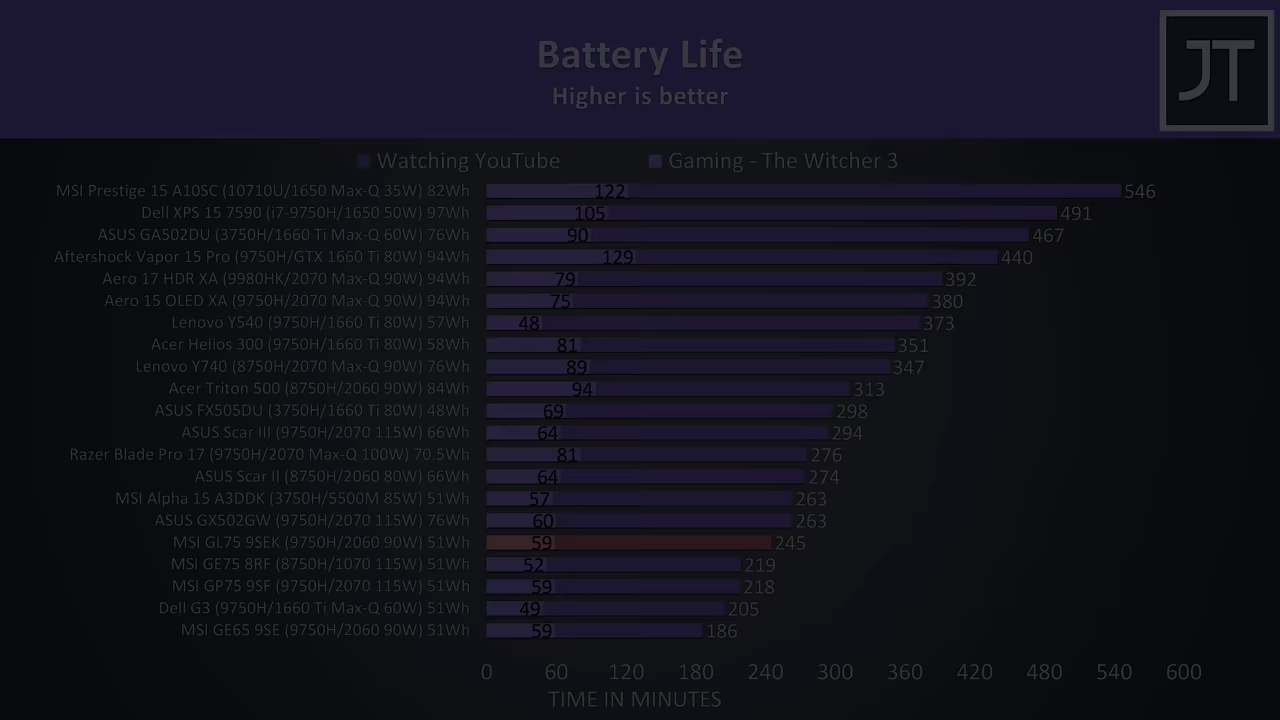 Battery Life
Higher is better
JT
Watching YouTube Gaming - The Witcher 3
MSI Prestige 15 A10SC (10710U/1650 Max-Q 35W) 82Wh 122 546
Dell XPS 15 7590 (i7-9750H/1650 50W) 97Wh 105 491
ASUS GA502DU (3750H/1660 Ti Max-Q 60W) 76Wh 90 467
Aftershock Vapor 15 Pro (9750H/GTX 1660 Ti 80W) 94Wh 129 440
Aero 17 HDR XA (9980HK/2070 Max-Q 90W) 94Wh 79 392
Aero 15 OLED XA (9750H/2070 Max-Q 90W) 94Wh 75 380
Lenovo Y540 (9750H/1660 Ti 80W) 57Wh 48 373
Acer Helios 300 (9750H/1660 Ti 80W) 58Wh 81 351
Lenovo Y740 (8750H/2070 Max-Q 90W) 76Wh 89 347
Acer Triton 500 (8750H/2060 90W) 84Wh 94 313
ASUS FX505DU (3750H/1660 Ti 80W) 48Wh 69 298
ASUS Scar III (9750H/2070 115W) 66Wh 64 294
Razer Blade Pro 17 (9750H/2070 Max-Q 100W) 70.5Wh 81 276
ASUS Scar II (8750H/2060 80W) 66Wh 64 274
MSI Alpha 15 A3DDK (3750H/5500M 85W) 51Wh 57 263
ASUS GX502GW (9750H/2070 115W) 76Wh 60 263
MSI GL75 9SEK (9750H/2060 90W) 51Wh 59 245
MSI GE75 8RF (8750H/1070 115W) 51Wh 52 219
MSI GP75 9SF (9750H/2070 115W) 51Wh 59 218
Dell G3 (9750H/1660 Ti Max-Q 60W) 51Wh 49 205
MSI GE65 9SE (9750H/2060 90W) 51Wh 59 186
0 60 120 180 240 300 360 420 480 540 600
TIME IN MINUTES